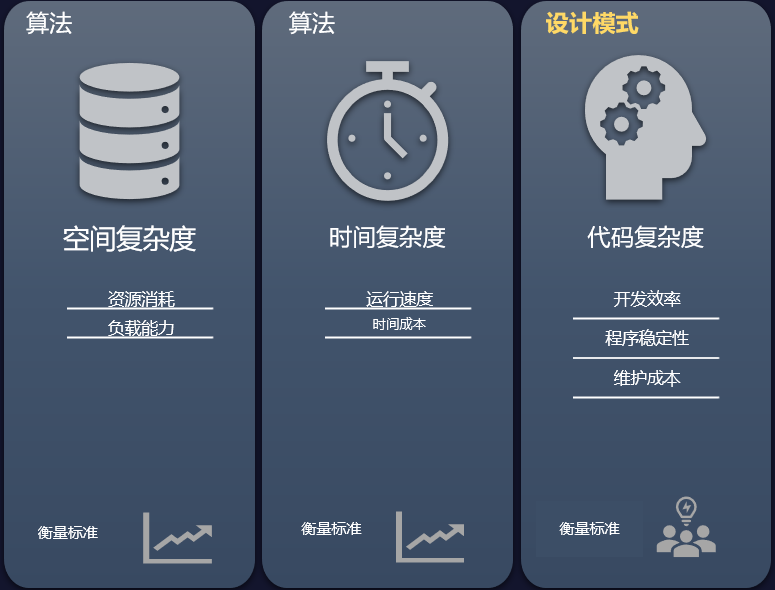 算法
空间复杂度
资源消耗
负载能力
衡量标准
算法
时间复杂度
运行速度
时间成本
衡量标准
设计模式
代码复杂度
开发效率
程序稳定性
维护成本
衡量标准